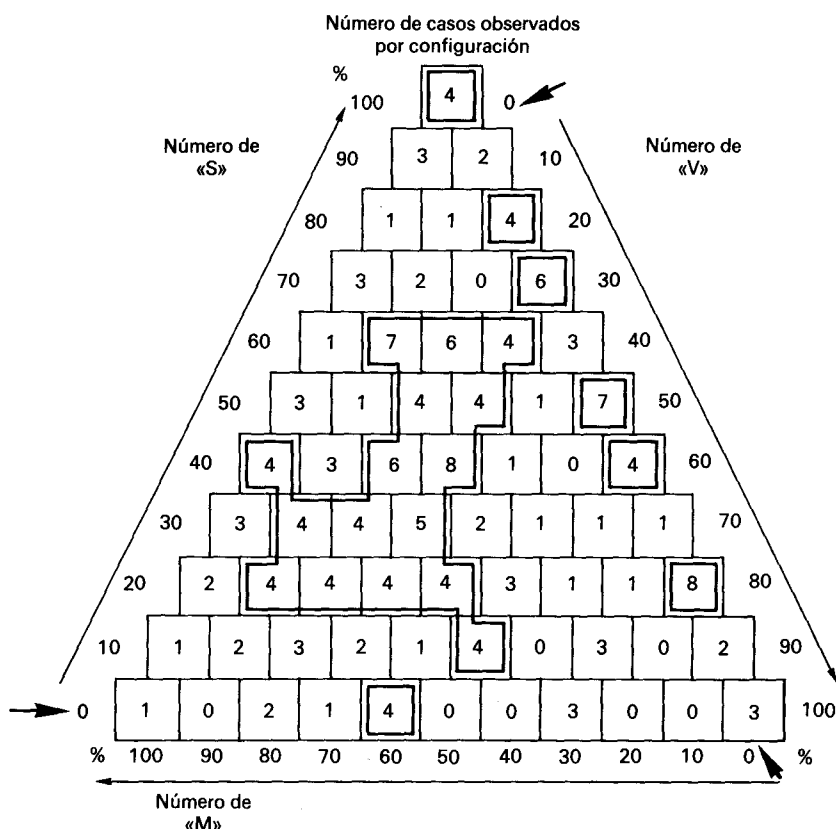 Número de casos observados
por configuración
%
100 4 0
Número de
«S»
Número de
«V»
90 3 2 10
80 1 1 4 20
70 3 2 0 6 30
60 1 7 6 4 3 40
50 3 1 4 4 1 7 50
40 4 3 6 8 1 0 4 60
30 3 4 4 5 2 1 1 1 70
20 2 4 4 4 4 3 1 1 8 80
10 1 2 3 2 1 4 0 3 0 2 90
0 1 0 2 1 4 0 0 3 0 0 3 100
% 100 90 80 70 60 50 40 30 20 10 0 %
Número de
«M»